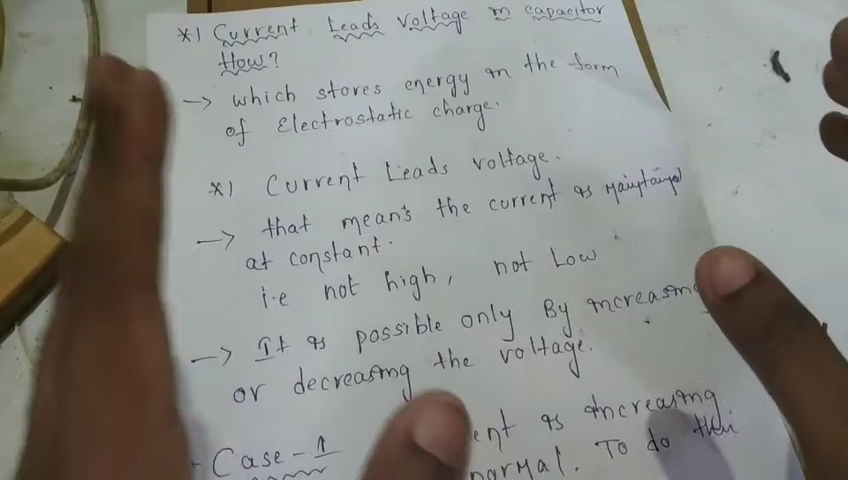 *) Current Leads voltage in capacitor
How?
→ which stores energy in the form
of Electrostatic charge.
*) Current Leads voltage.
→ that means the current is Maintained
at constant.
i.e not high, not Low
→ It is possible only By increasing
or decreasing the voltage.
Case-1 is increasing
normal. To do